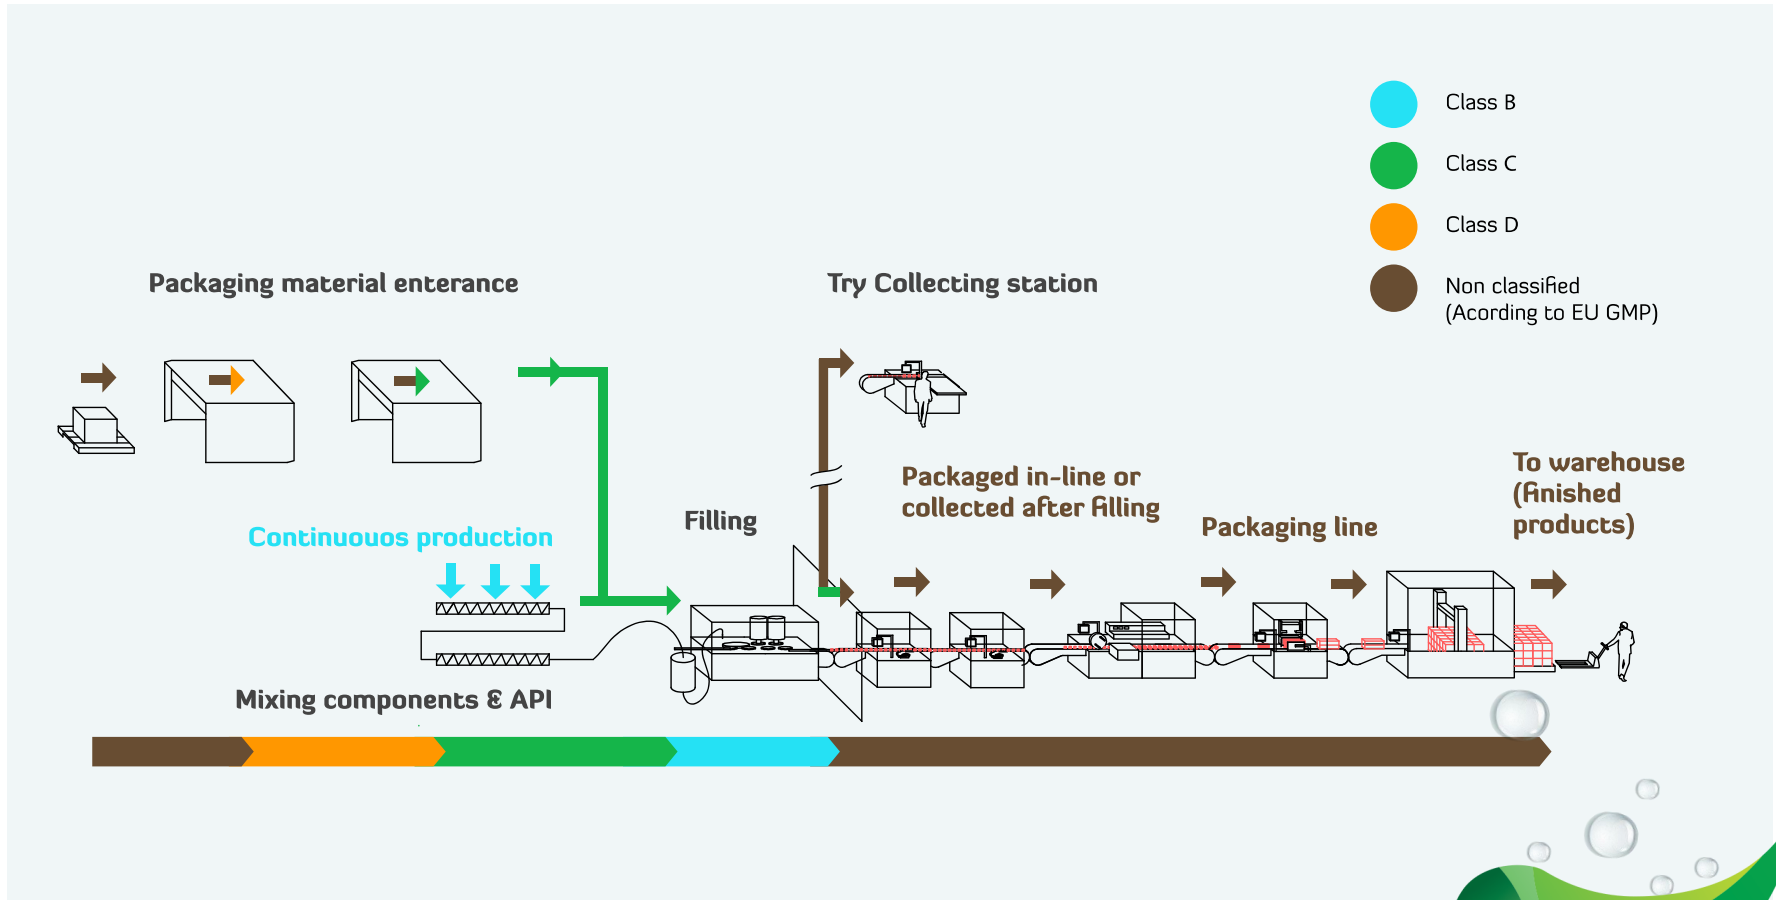 Class B
Class C
Class D
Non classified
(Acording to EU GMP)
Packaging material enterance
Try Collecting station
Packaged in-line or
collected after filling
To warehouse
(finished
products)
Filling
Packaging line
Continuouos production
Mixing components & API